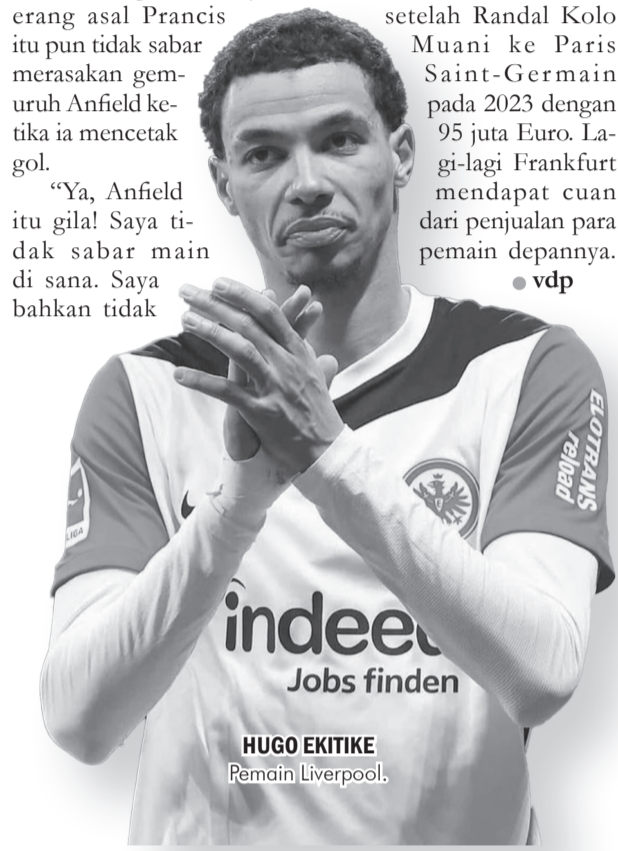 erang asal Prancis
itu pun tidak sabar
merasakan gem-
uruh Anfield ke-
tika ia mencetak
gol.
“Ya, Anfield
itu gila! Saya ti-
dak sabar main
di sana. Saya
bahkan tidak
setelah Randal Kolo
Muani ke Paris
Saint-Germain
pada 2023 dengan
95 juta Euro. La-
gi-lagi Frankfurt
mendapat cuan
dari penjualan para
pemain depannya.
● vdp
ELOTRANS
reload
LIGA
indeed
Jobs finden
HUGO EKITIKE
Pemain Liverpool.